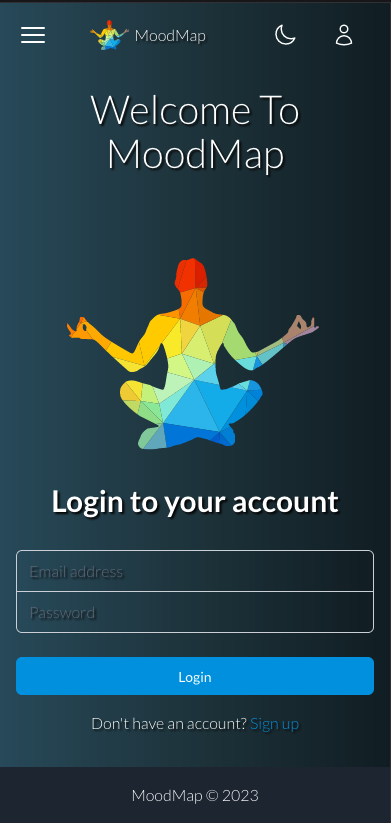 MoodMap
Welcome To
MoodMap
Login to your account
Email address
Password
Login
Don't have an account? Sign up
MoodMap © 2023